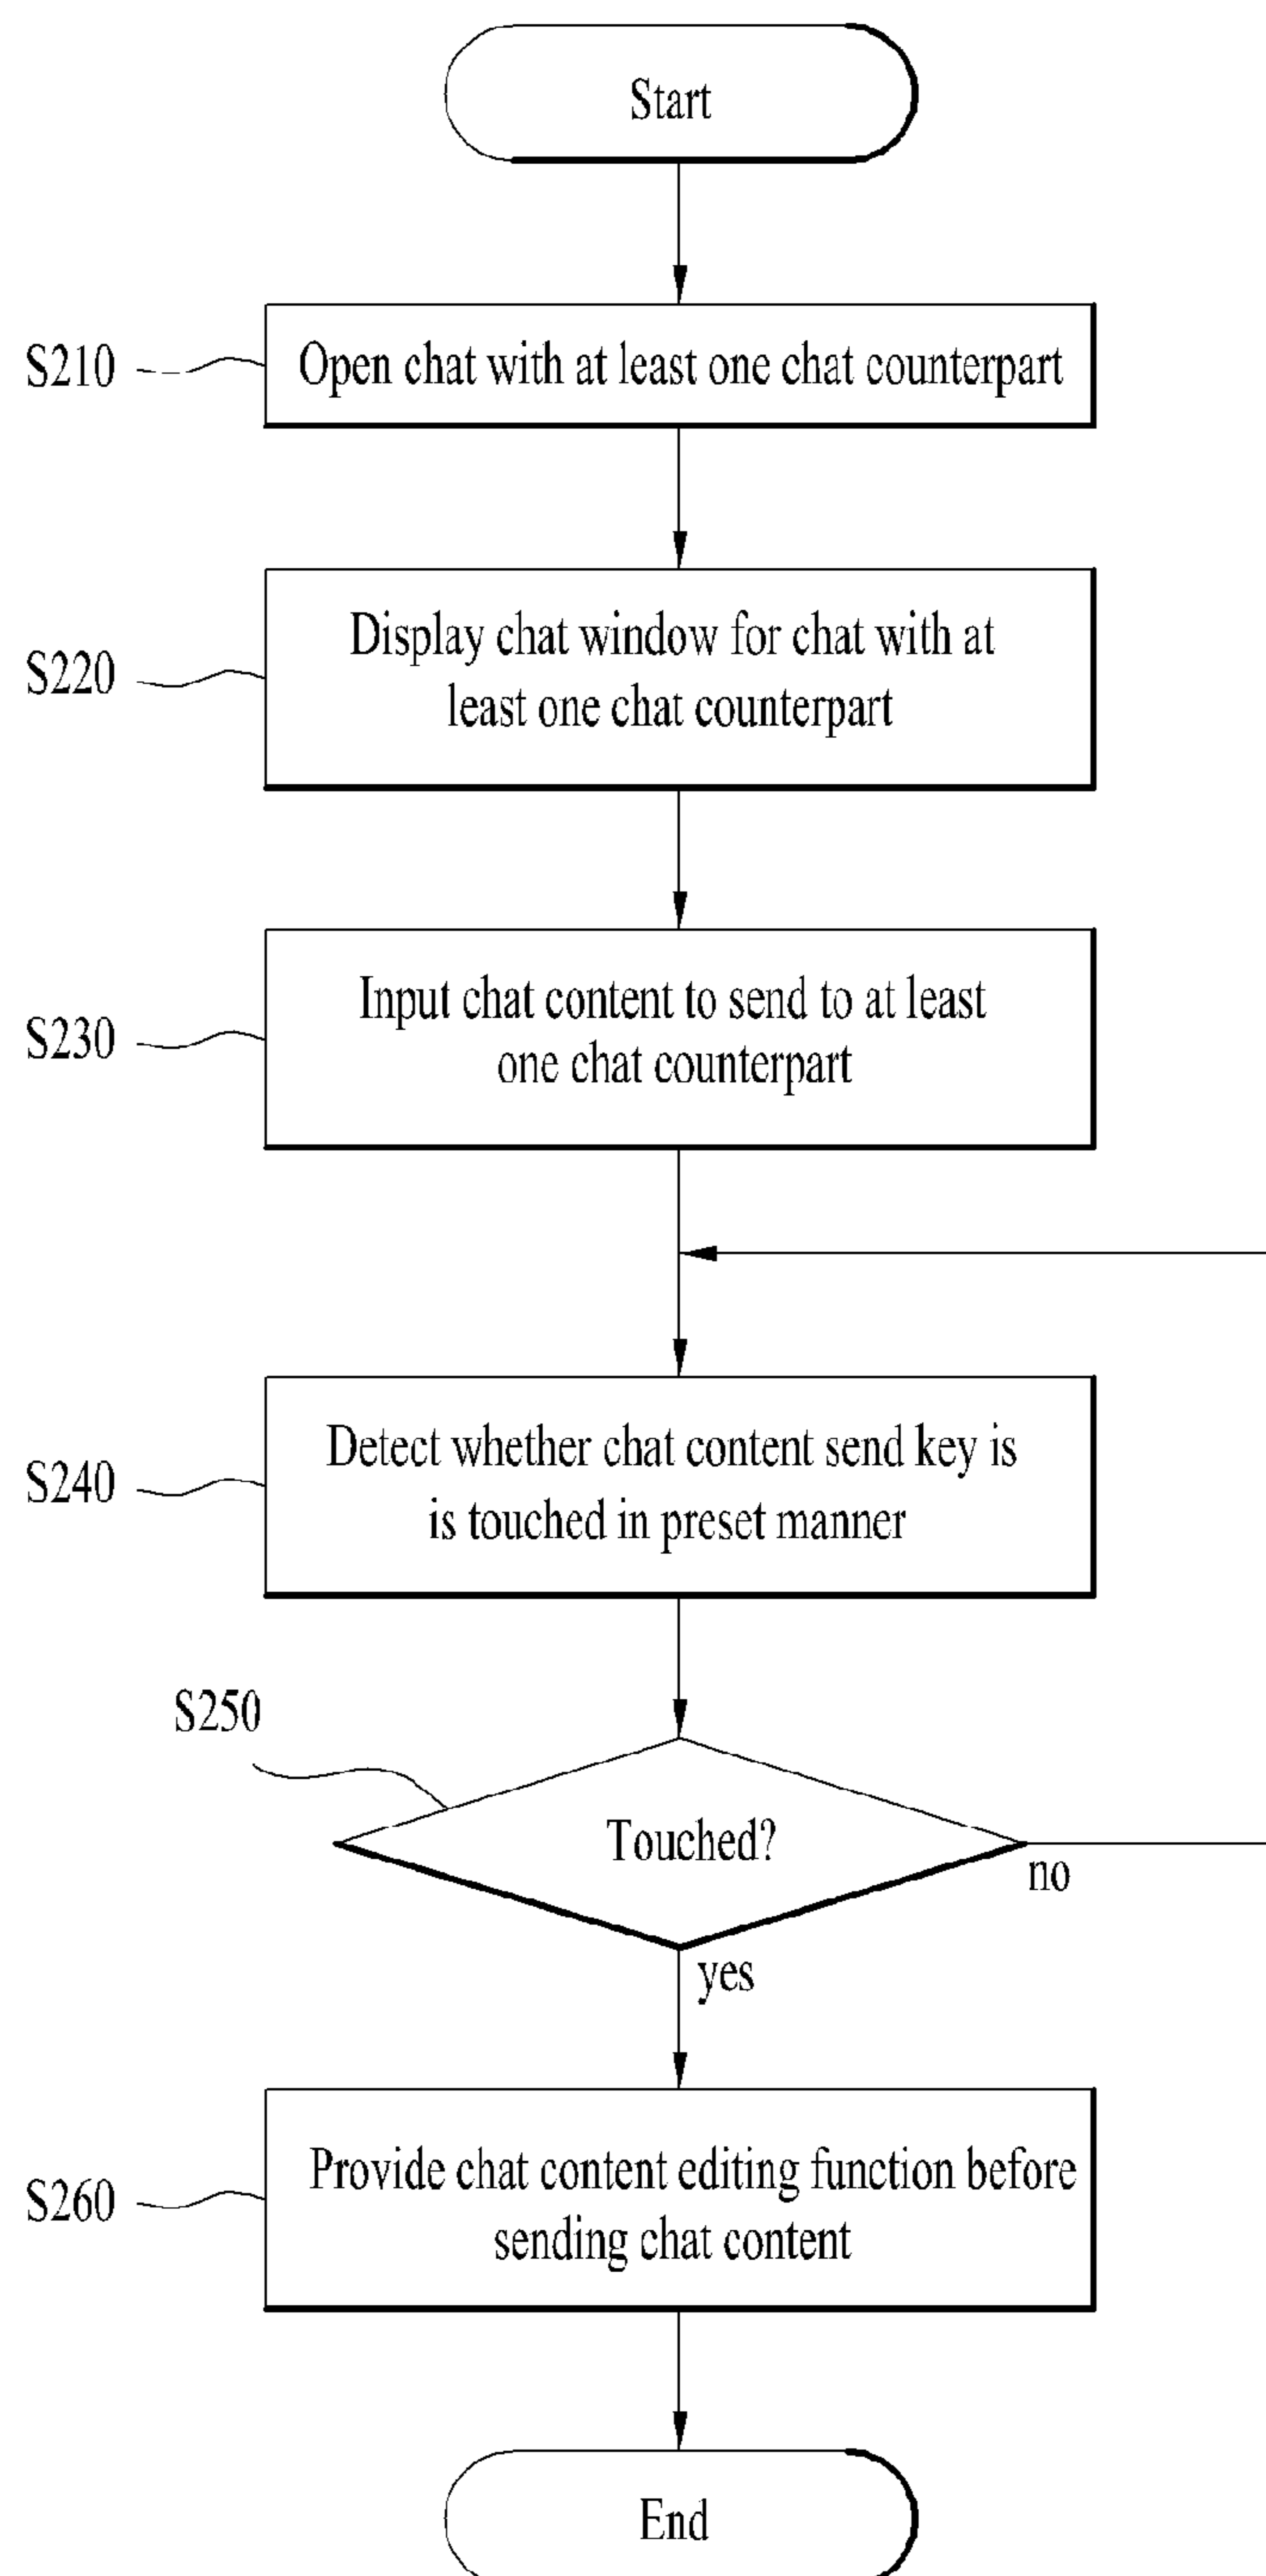 Start
S210
Open chat with at least one chat counterpart
S220
Display chat window for chat with at
least one chat counterpart
S230
Input chat content to send to at least
one chat counterpart
S240
Detect whether chat content send key is
is touched in preset manner
S250
Touched?
no
yes
S260
Provide chat content editing function before
sending chat content
End